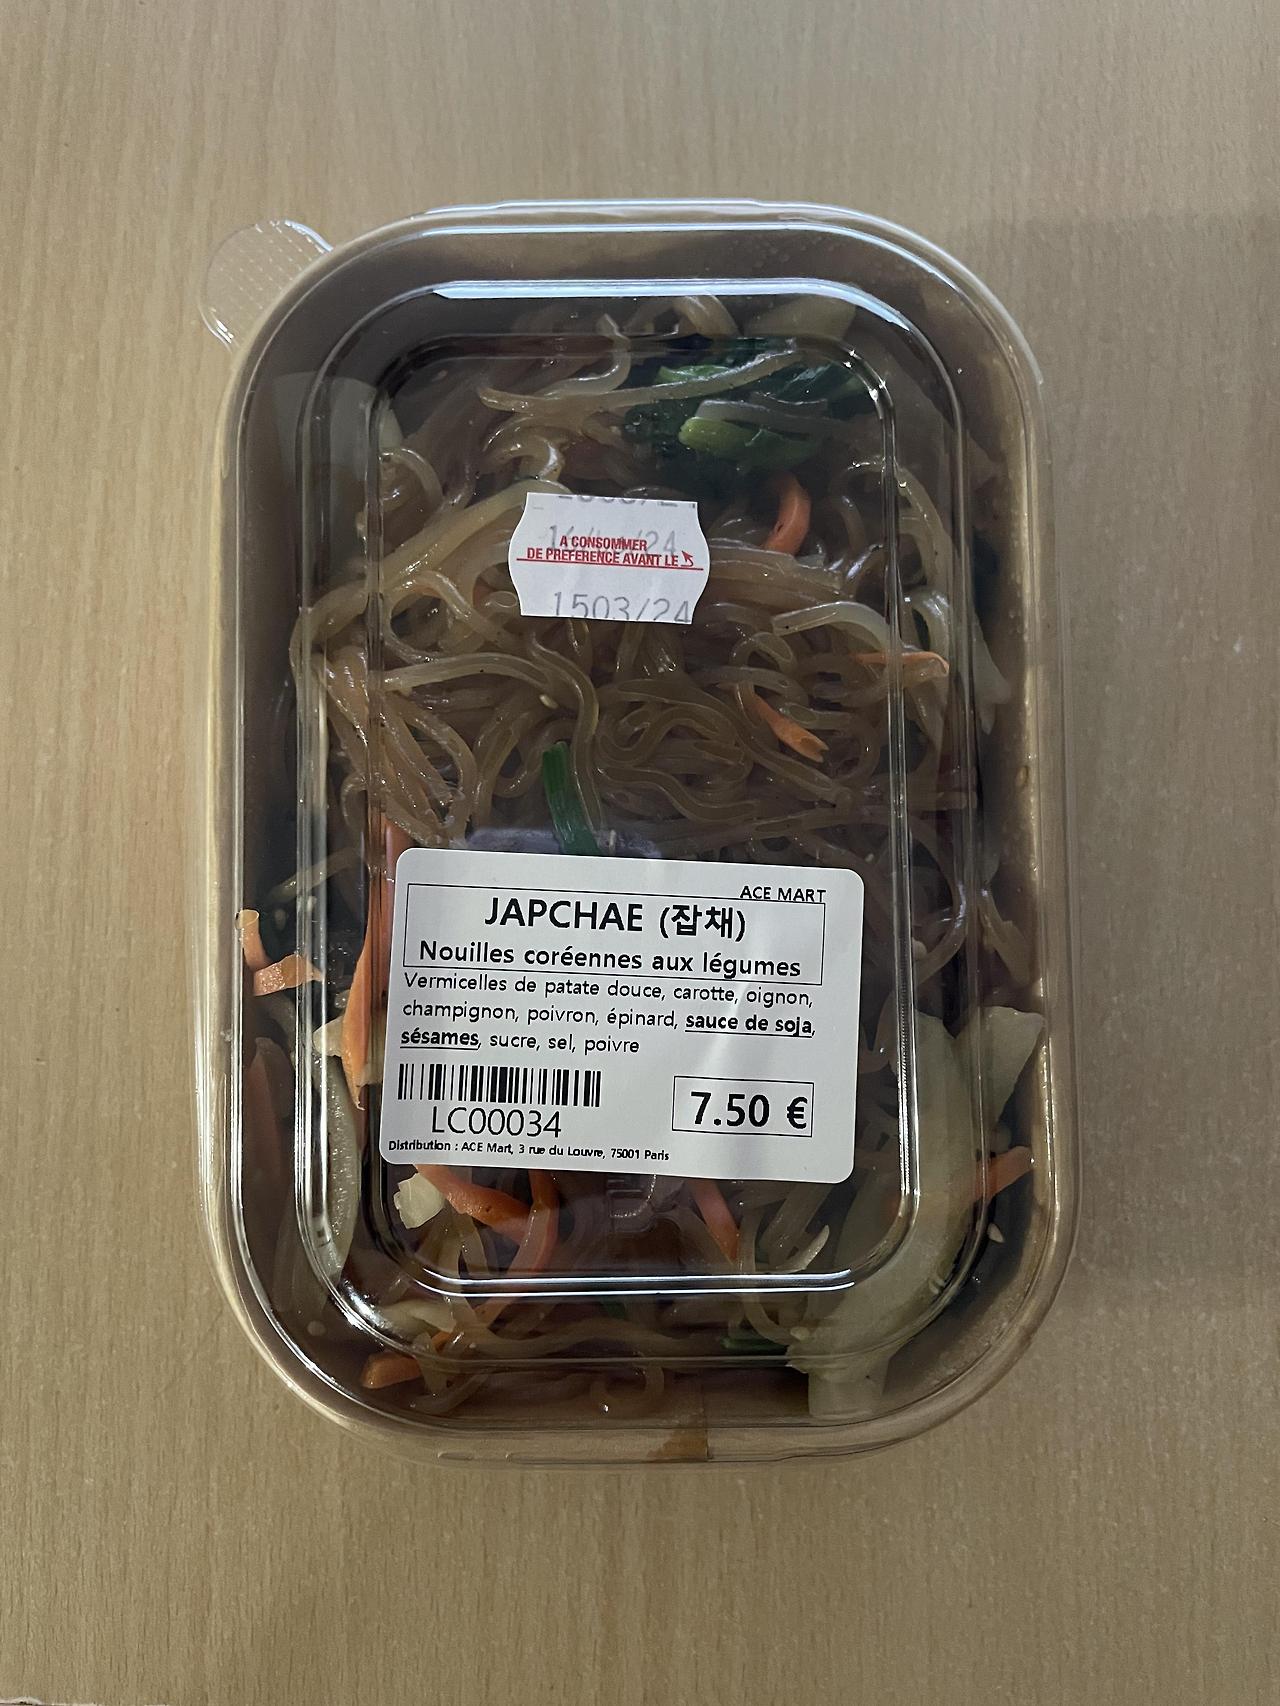 A CONSOMMER
DE PREFERENCE AVANT LE
1503/24
ACE MART
JAPCHAE (잡채)
Nouilles coréennes aux légumes
Vermicelles de patate douce, carotte, oignon,
champignon, poivron, épinard, sauce de soja,
sésames, sucre, sel, poivre
LC00034
7.50 €
Distribution : ACE Mart, 3 rue du Louvre, 75001 Paris